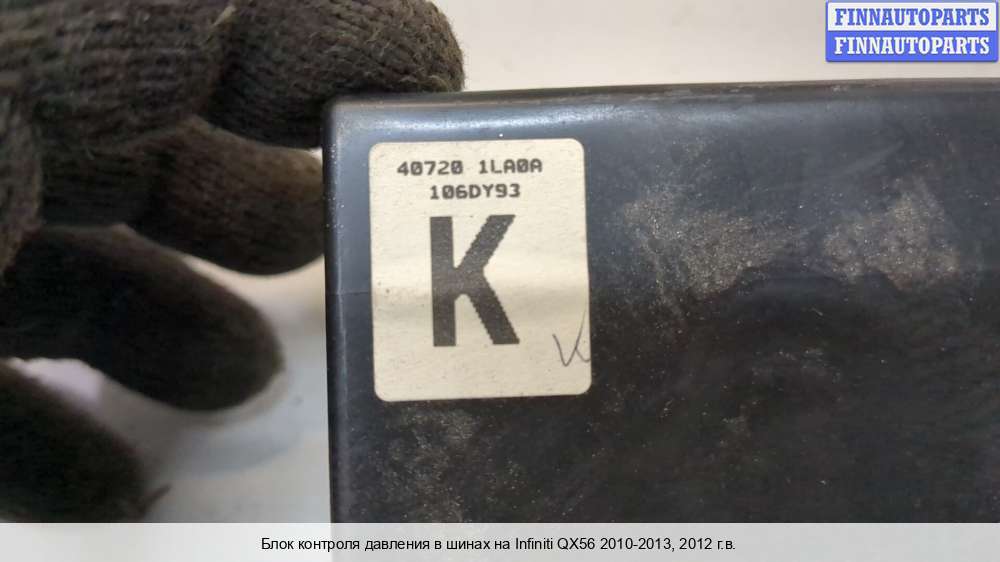 FINNAUTOPARTS
FINNAUTOPARTS
40720 1LA0A
106DY93
K
K
Блок контроля давления в шинах на Infiniti QX56 2010-2013, 2012 г.в.